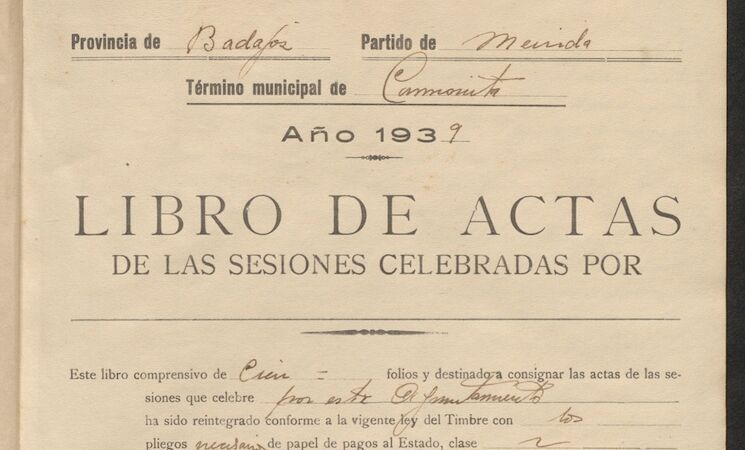 Provincia de Badajoz Partido de Merida
Término municipal de Carmonita
Año 1939
LIBRO DE ACTAS
DE LAS SESIONES CELEBRADAS POR
Este libro comprensivo de Cien = folios y destinado a consignar las actas de las se-
siones que celebre por este Ayuntamiento
ha sido reintegrado conforme a la vigente ley del Timbre con los
pliegos necesarios de papel de pagos al Estado, clase